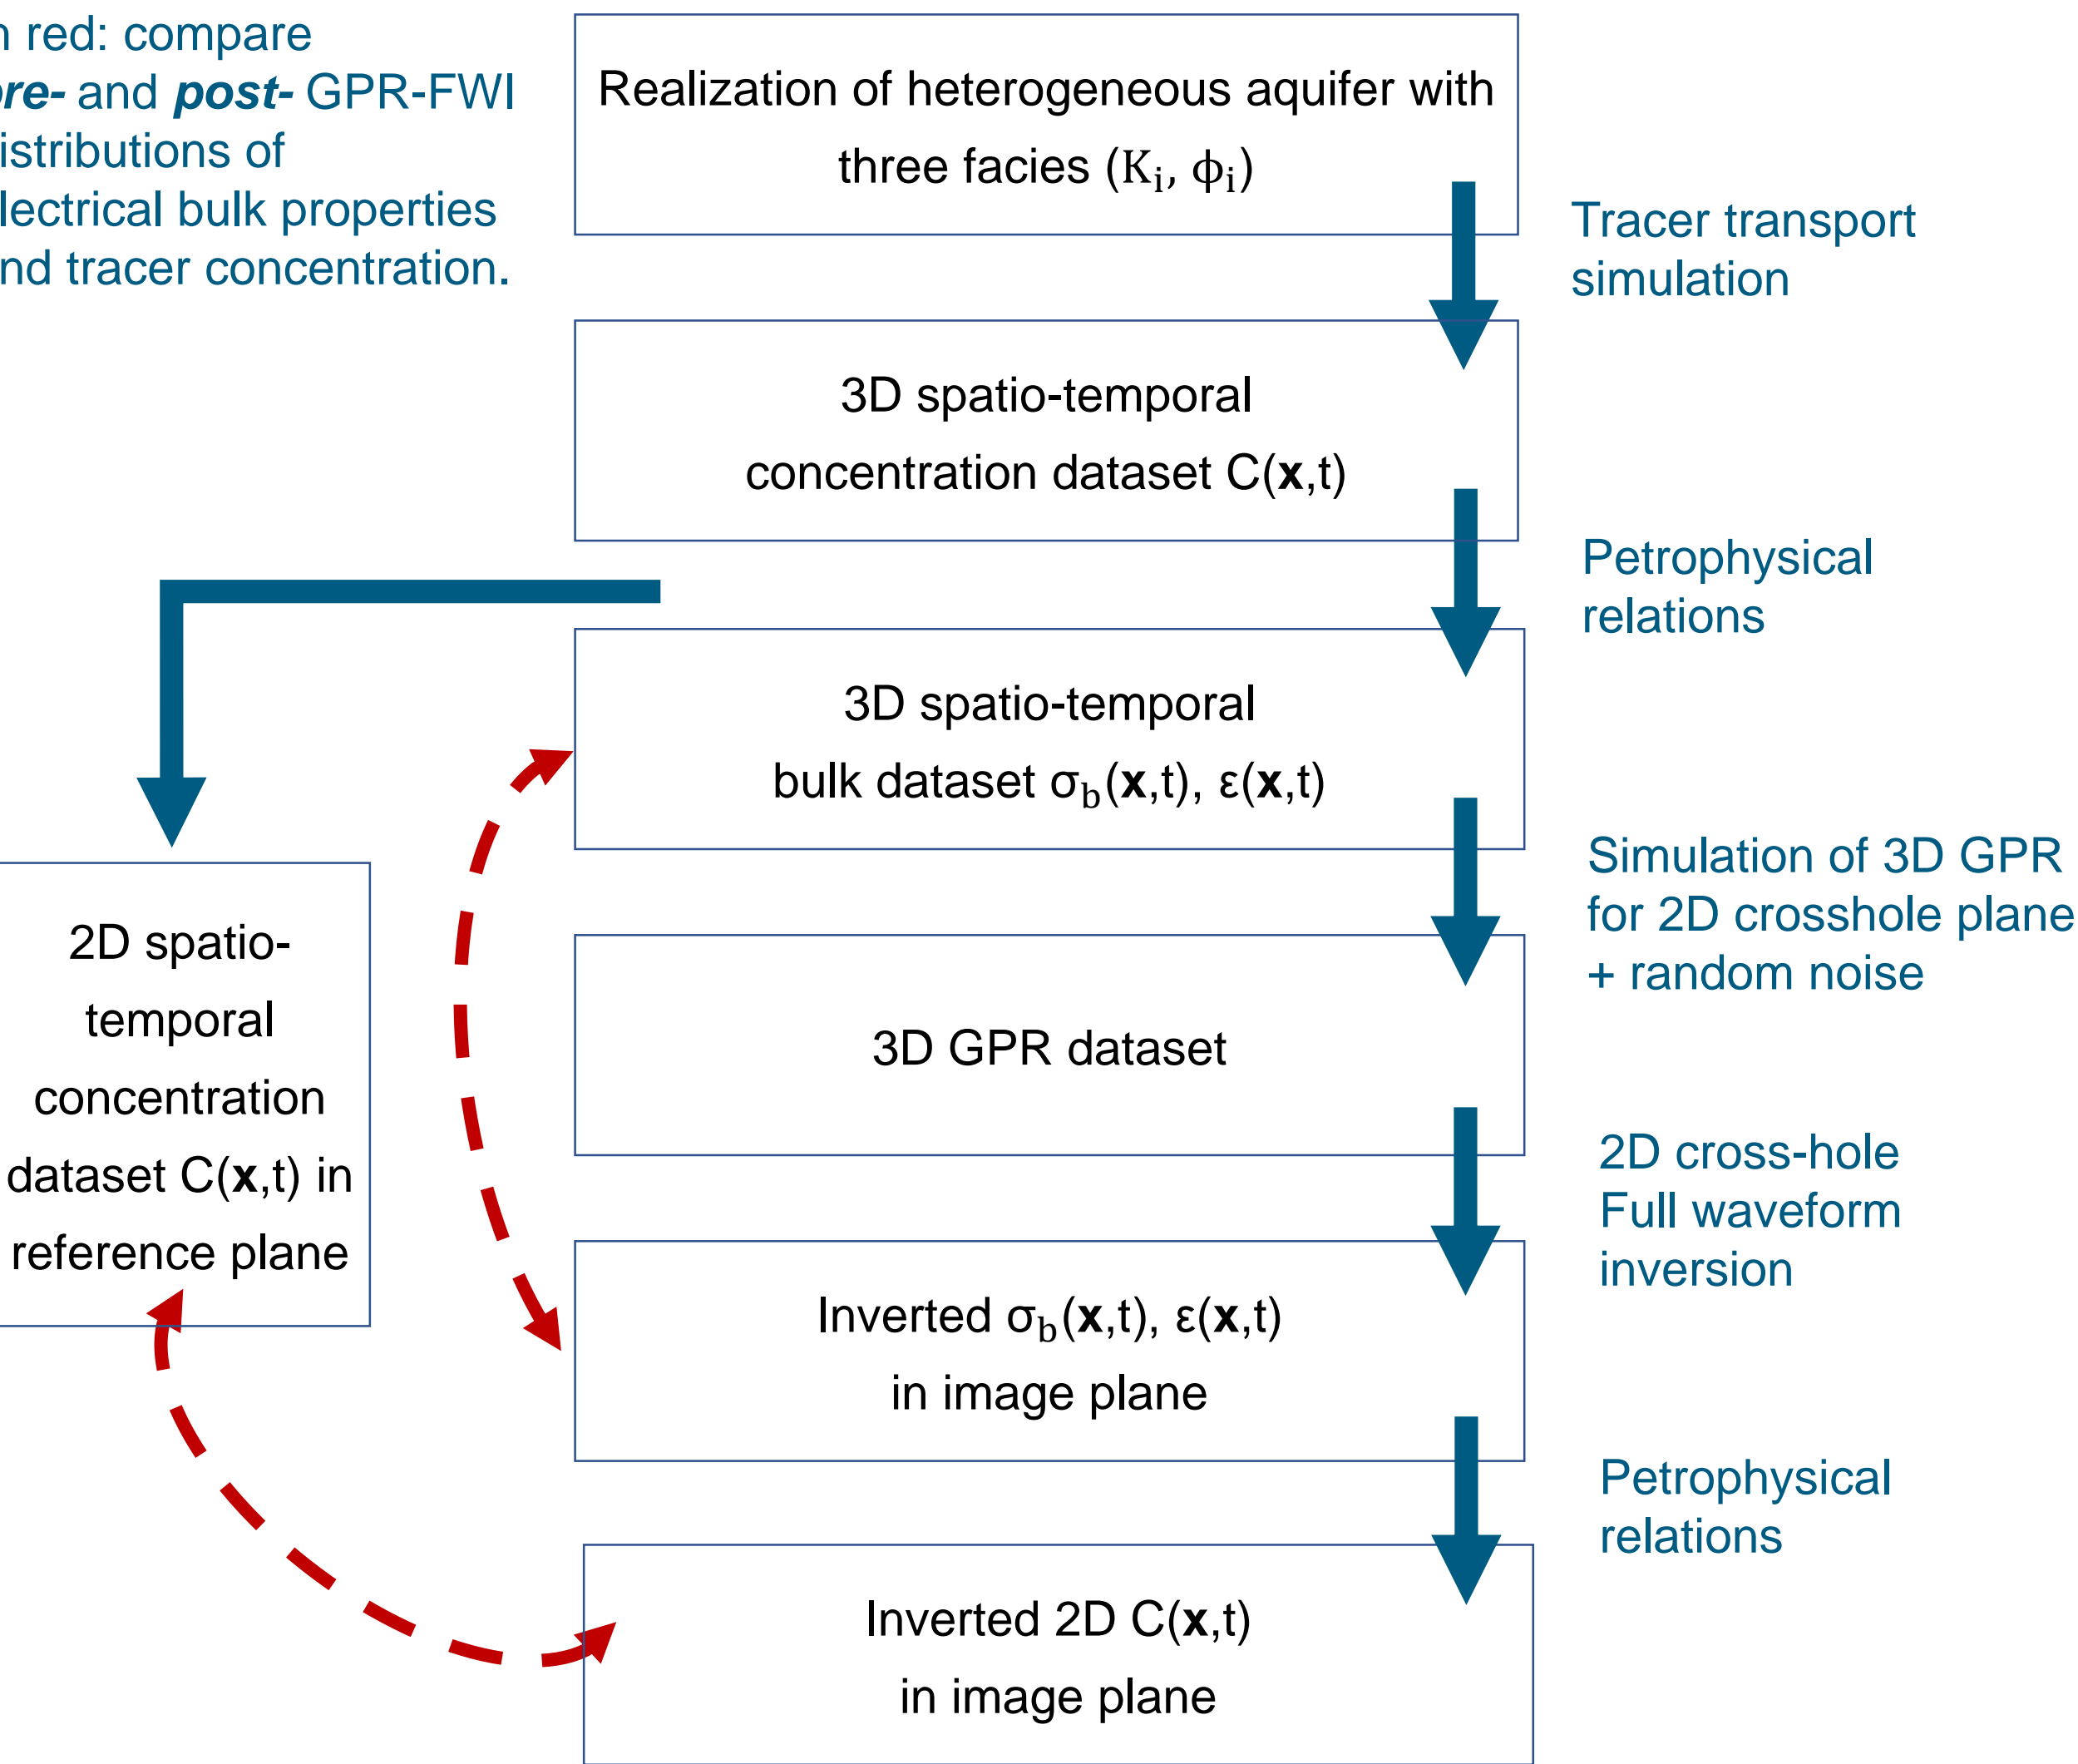 n red: compare
re- and post- GPR-FWI
istributions of
lectrical bulk properties
nd tracer concentration.
Realization of heterogeneous aquifer with
three facies (Kᵢ, ϕᵢ)
Tracer transport
simulation
3D spatio-temporal
concentration dataset C(x,t)
Petrophysical
relations
3D spatio-temporal
bulk dataset σ_b(x,t), ε(x,t)
Simulation of 3D GPR
for 2D crosshole plane
+ random noise
2D spatio-
temporal
concentration
dataset C(x,t) in
reference plane
3D GPR dataset
2D cross-hole
Full waveform
inversion
Inverted σ_b(x,t), ε(x,t)
in image plane
Petrophysical
relations
Inverted 2D C(x,t)
in image plane